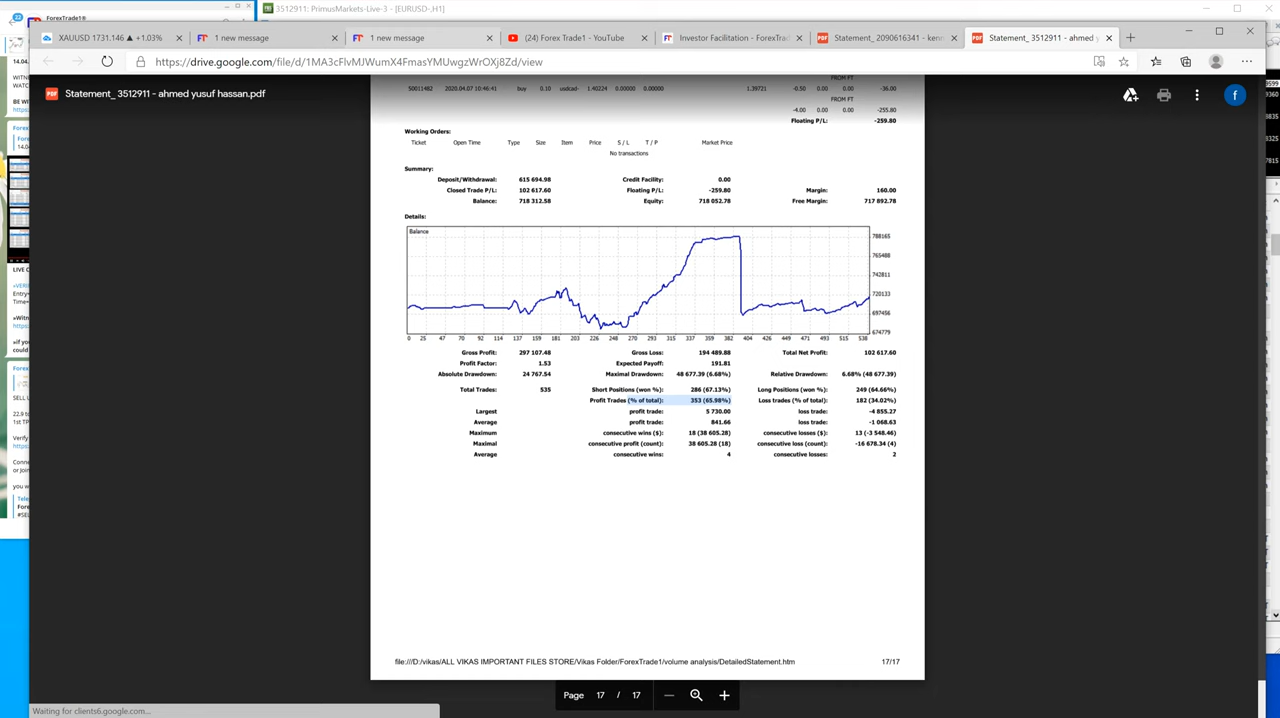 22
ForexTrade1®
3512911: PrimusMarkets-Live-3 - [EURUSD-,H1]
XAUUSD 1731.146 ▲ +1.03%
1 new message
1 new message
(24) Forex Trade1 - YouTube
Investor Facilitation - ForexTrad
Statement_ 2090616341 - kenn
Statement_ 3512911 - ahmed y
https://drive.google.com/file/d/1MA3cFlvMJWumX4FmasYMUwgzWrOXj8Zd/view
Statement_ 3512911 - ahmed yusuf hassan.pdf
f
FROM FT
50011482 2020.04.07 10:46:41 buy 0.10 usdcad- 1.40224 0.00000 0.00000 1.39721 -0.50 0.00 0.00 -36.00
FROM FT
-4.00 0.00 0.00 -255.80
Floating P/L: -259.80
Working Orders:
Ticket Open Time Type Size Item Price S / L T / P Market Price
No transactions
Summary:
Deposit/Withdrawal: 615 694.98 Credit Facility: 0.00
Closed Trade P/L: 102 617.60 Floating P/L: -259.80 Margin: 160.00
Balance: 718 312.58 Equity: 718 052.78 Free Margin: 717 892.78
Details:
Balance
788165
765488
742811
720133
697456
674779
0 25 47 70 92 114 137 159 181 203 226 248 270 293 315 337 359 382 404 426 449 471 493 515 538
Gross Profit: 297 107.48 Gross Loss: 194 489.88 Total Net Profit: 102 617.60
Profit Factor: 1.53 Expected Payoff: 191.81
Absolute Drawdown: 24 767.54 Maximal Drawdown: 48 677.39 (6.68%) Relative Drawdown: 6.68% (48 677.39)
Total Trades: 535 Short Positions (won %): 286 (67.13%) Long Positions (won %): 249 (64.66%)
Profit Trades (% of total): 353 (65.98%) Loss trades (% of total): 182 (34.02%)
Largest profit trade: 5 730.00 loss trade: -4 855.27
Average profit trade: 841.66 loss trade: -1 068.63
Maximum consecutive wins ($): 18 (38 605.28) consecutive losses ($): 13 (-3 548.46)
Maximal consecutive profit (count): 38 605.28 (18) consecutive loss (count): -16 678.34 (4)
Average consecutive wins: 4 consecutive losses: 2
file:///D:/vikas/ALL VIKAS IMPORTANT FILES STORE/Vikas Folder/ForexTrade1/volume analysis/DetailedStatement.htm 17/17
Page 17 / 17
Waiting for clients6.google.com...